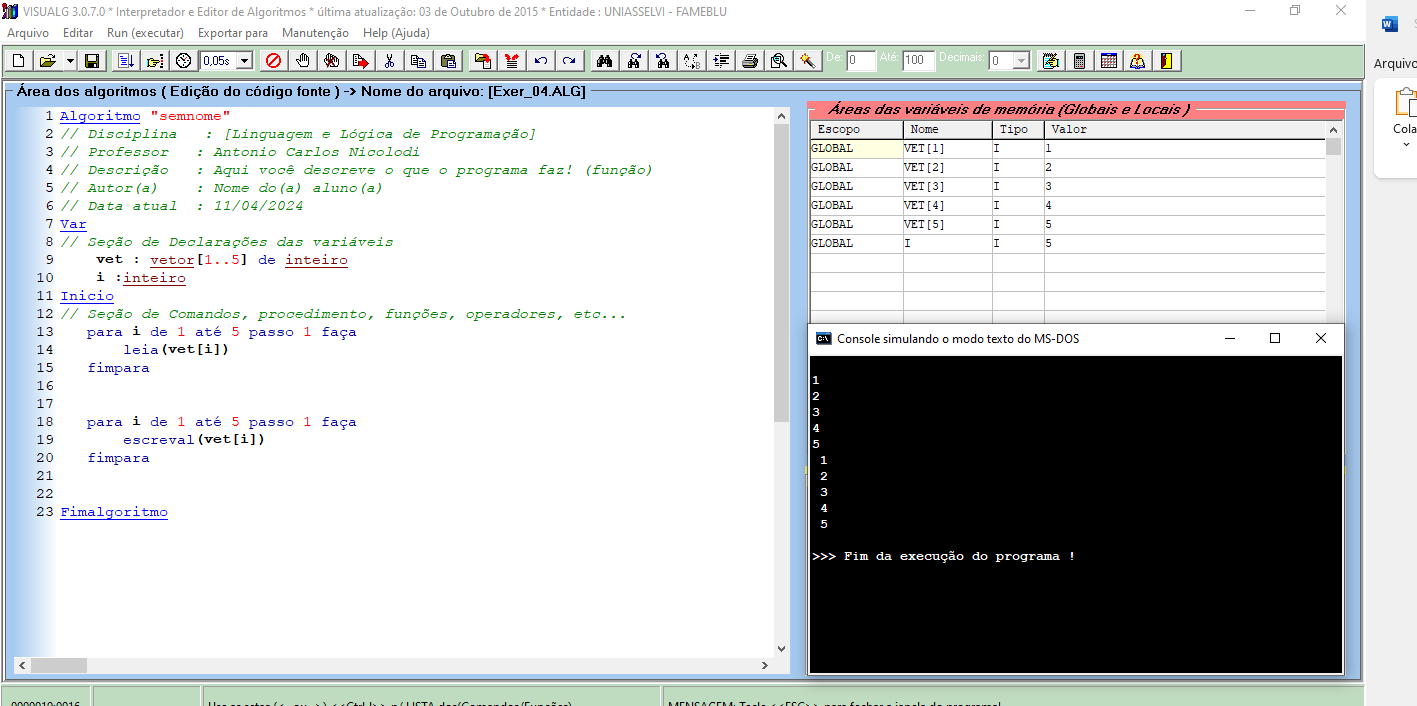 VISUALG 3.0.7.0 * Interpretador e Editor de Algoritmos * última atualização: 03 de Outubro de 2015 * Entidade : UNIASSELVI - FAMEBLU
Arquivo Editar Run (executar) Exportar para Manutenção Help (Ajuda)
0,05s De: 0 Até: 100 Decimais: 0
Arquivo
Cola
Área dos algoritmos ( Edição do código fonte ) -> Nome do arquivo: [Exer_04.ALG]
1 Algoritmo "semnome"
2 // Disciplina : [Linguagem e Lógica de Programação]
3 // Professor : Antonio Carlos Nicolodi
4 // Descrição : Aqui você descreve o que o programa faz! (função)
5 // Autor(a) : Nome do(a) aluno(a)
6 // Data atual : 11/04/2024
7 Var
8 // Seção de Declarações das variáveis
9 vet : vetor[1..5] de inteiro
10 i :inteiro
11 Inicio
12 // Seção de Comandos, procedimento, funções, operadores, etc...
13 para i de 1 até 5 passo 1 faça
14 leia(vet[i])
15 fimpara
16
17
18 para i de 1 até 5 passo 1 faça
19 escreval(vet[i])
20 fimpara
21
22
23 Fimalgoritmo
Áreas das variáveis de memória (Globais e Locais )
Escopo Nome Tipo Valor
GLOBAL VET[1] I 1
GLOBAL VET[2] I 2
GLOBAL VET[3] I 3
GLOBAL VET[4] I 4
GLOBAL VET[5] I 5
GLOBAL I I 5
Console simulando o modo texto do MS-DOS
1
2
3
4
5
1
2
3
4
5
>>> Fim da execução do programa !